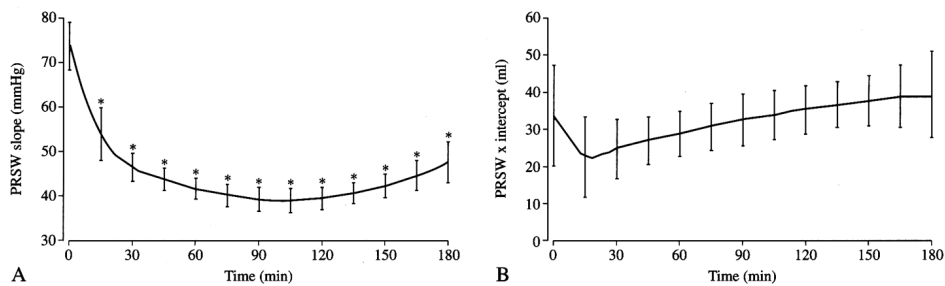 PRSW slope (mmHg)
80
70
60
50
40
30
* * * * * * * * * * * *
0 30 60 90 120 150 180
Time (min)
A
PRSW x intercept (ml)
60
50
40
30
20
10
0
0 30 60 90 120 150 180
Time (min)
B